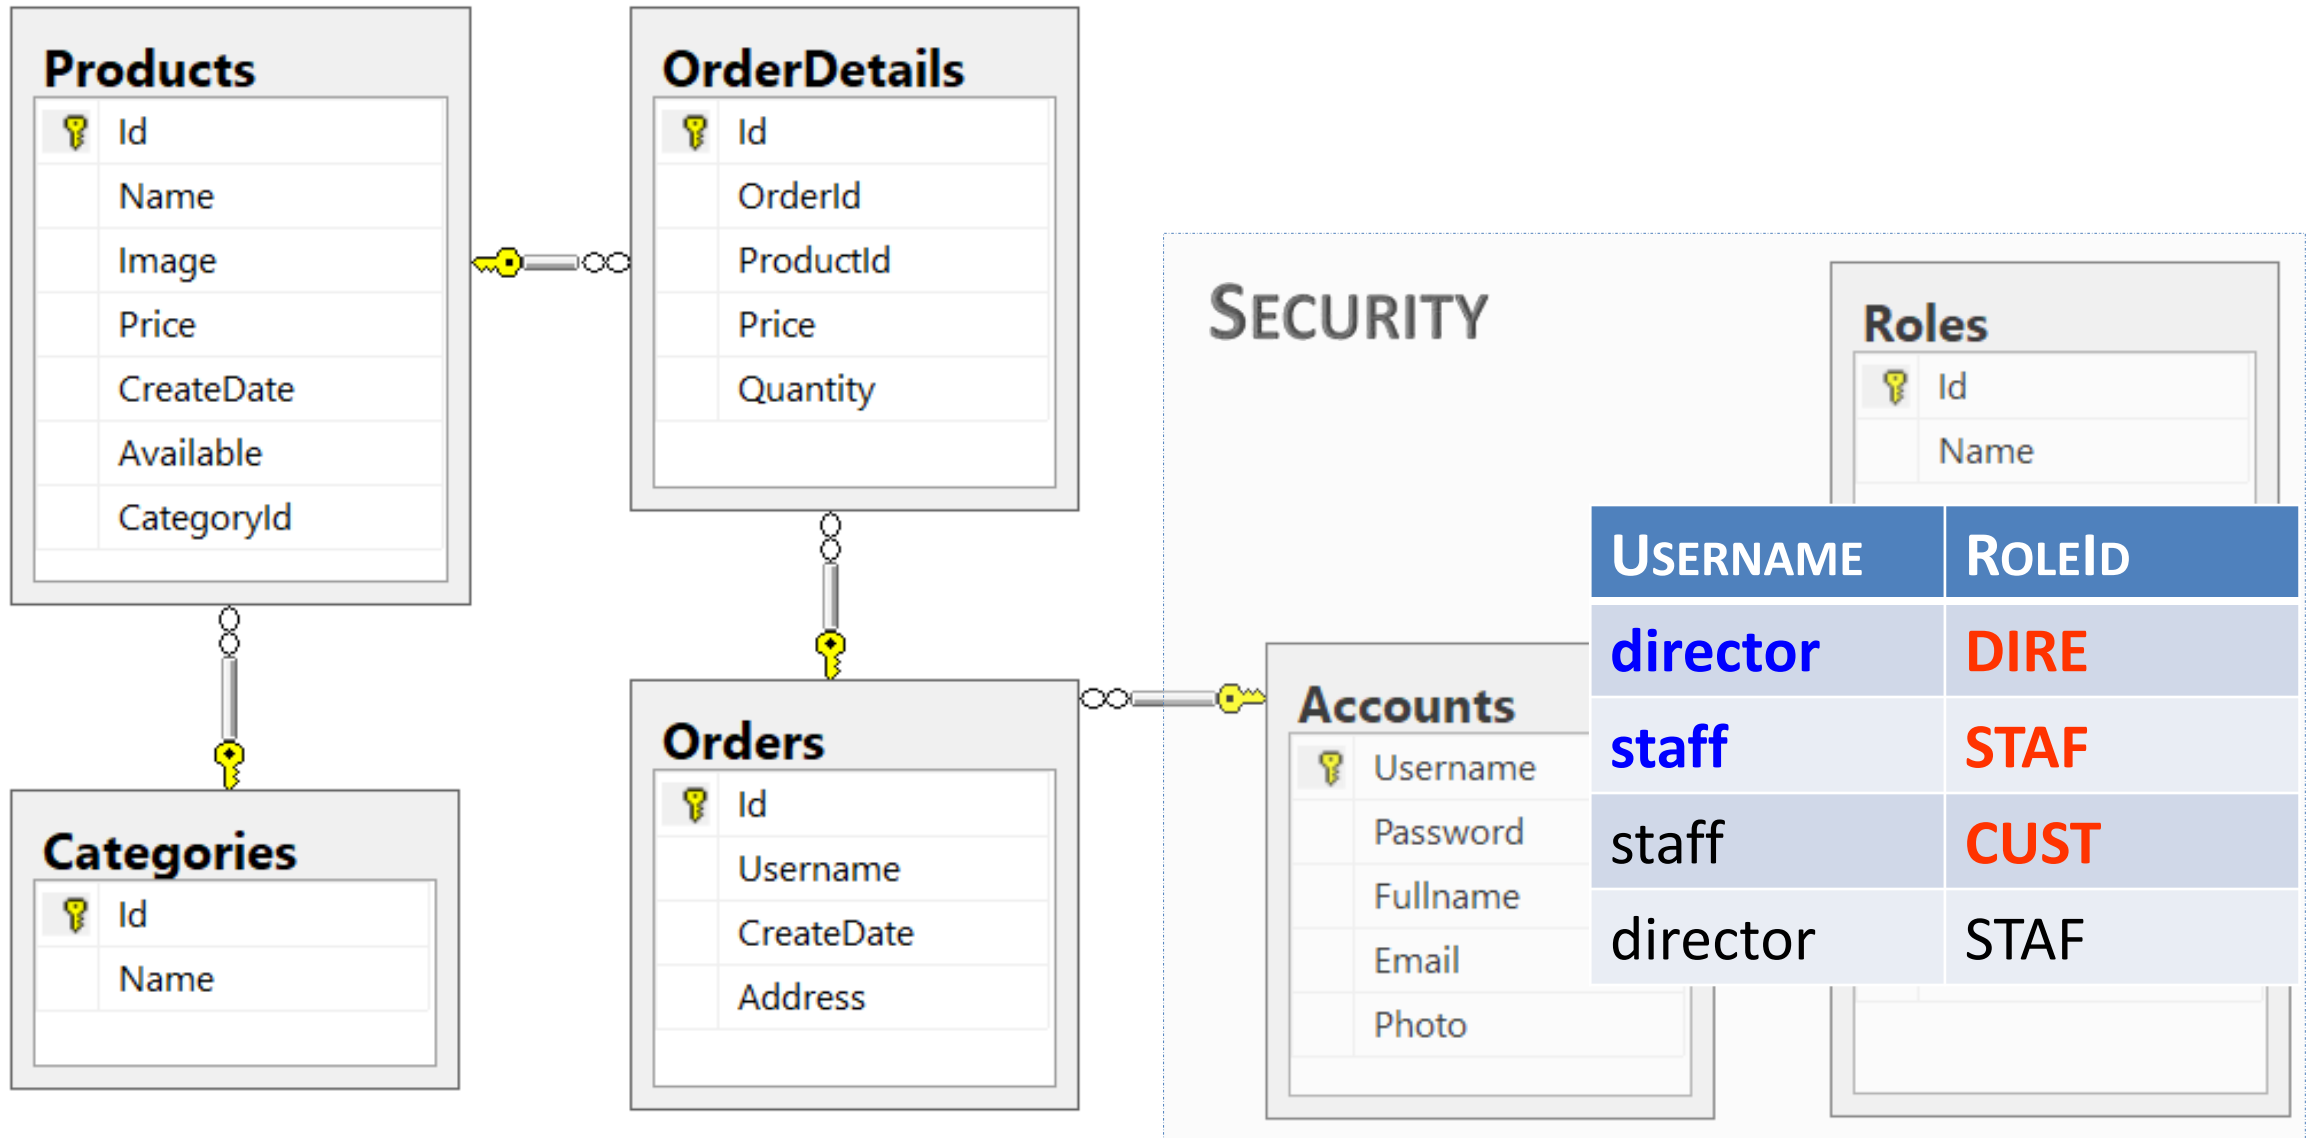 Products
Id
Name
Image
Price
CreateDate
Available
CategoryId
OrderDetails
Id
OrderId
ProductId
Price
Quantity
SECURITY
Roles
Id
Name
Categories
Id
Name
Orders
Id
Username
CreateDate
Address
Accounts
Username
Password
Fullname
Email
Photo
USERNAME ROLEID
director DIRE
staff STAF
staff CUST
director STAF